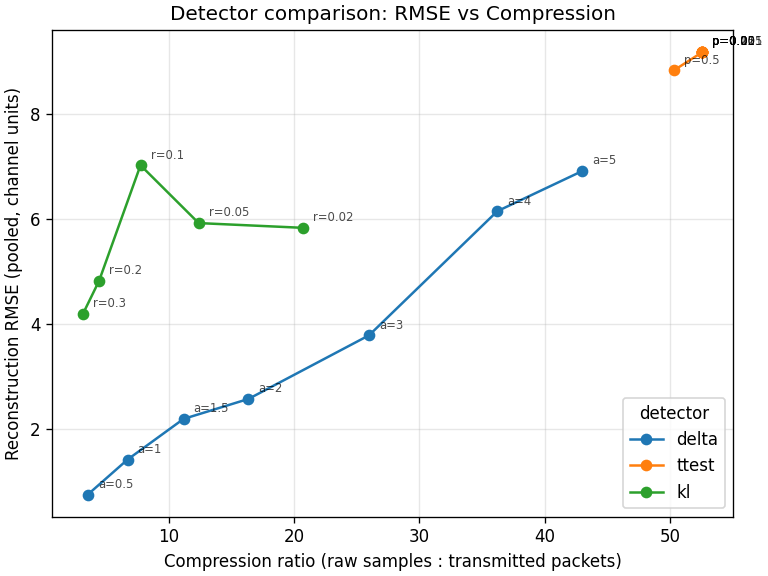 Detector comparison: RMSE vs Compression
p=0.5
r=0.1
a=5
r=0.05
r=0.02
a=4
r=0.2
r=0.3
a=3
a=2
a=1.5
a=1
a=0.5
detector
delta
ttest
kl
8
6
4
2
10
20
30
40
50
Reconstruction RMSE (pooled, channel units)
Compression ratio (raw samples : transmitted packets)